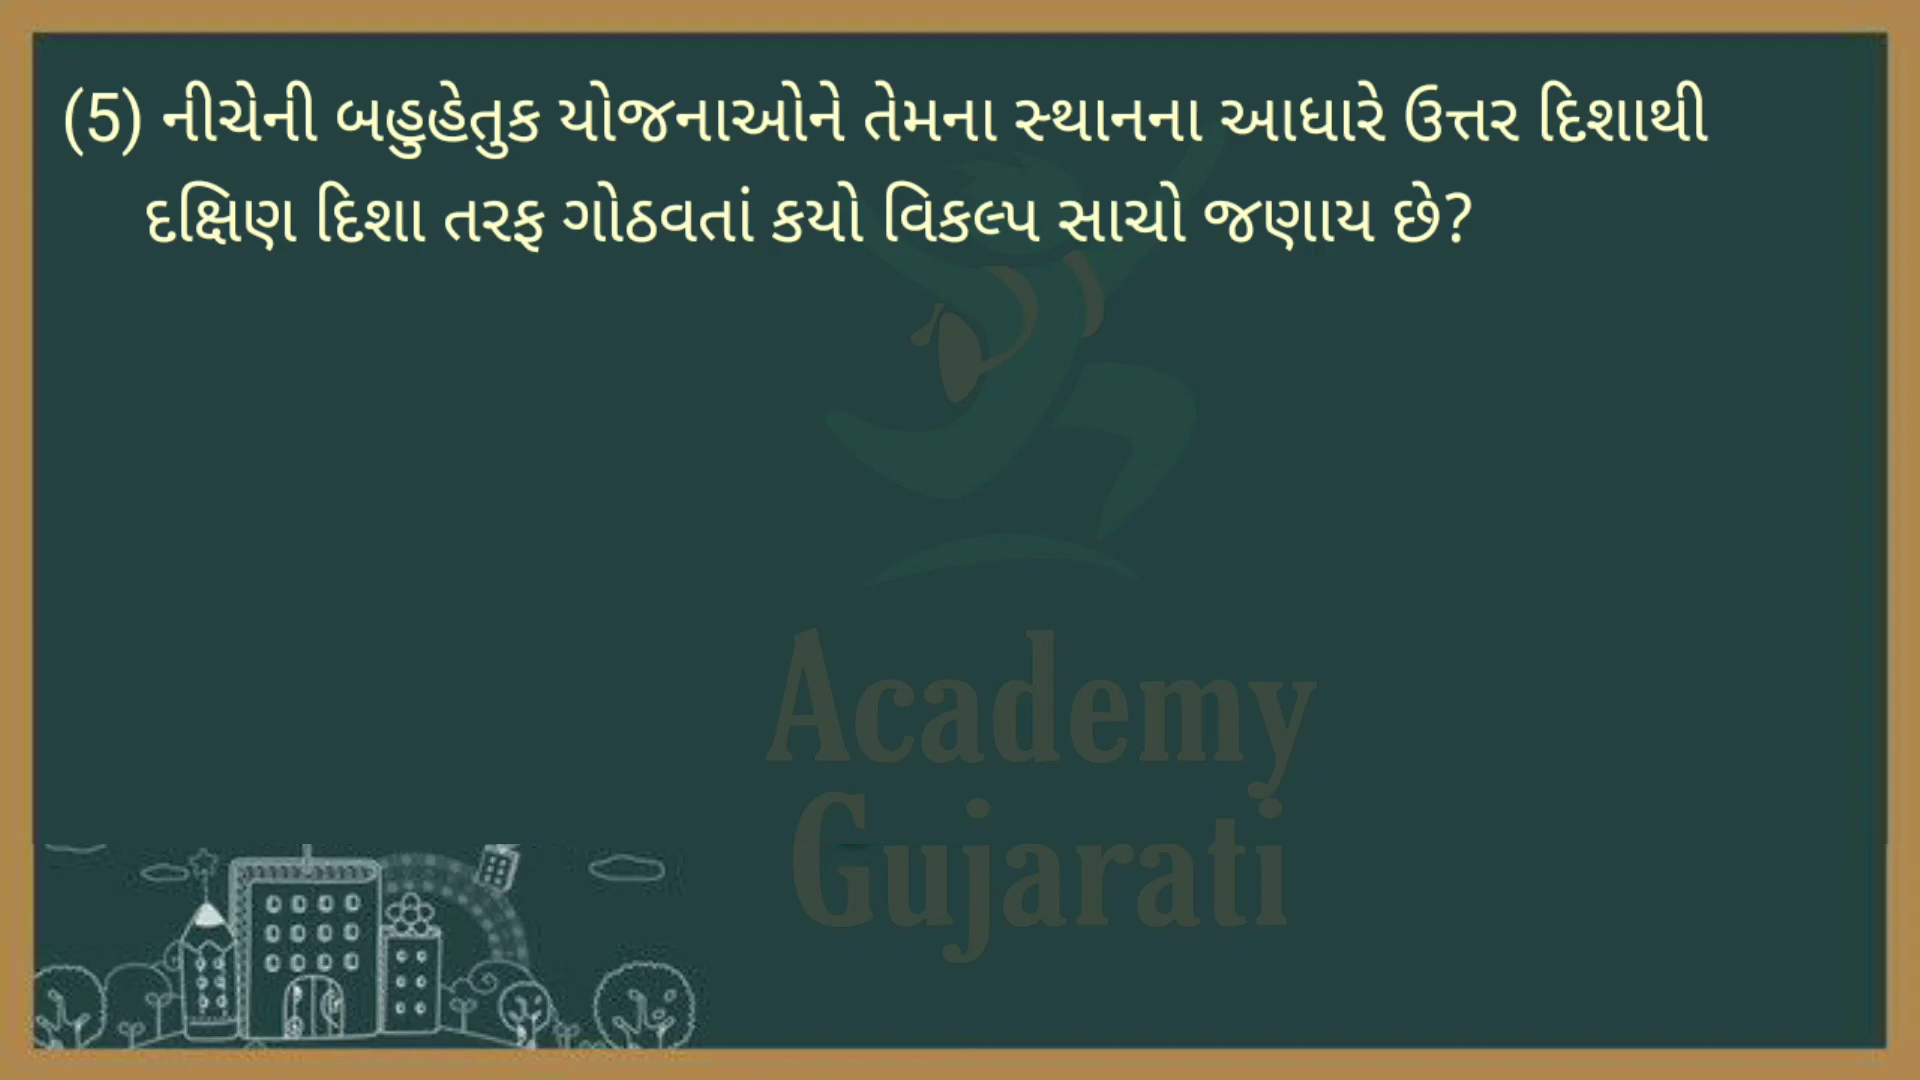 (5) નીચેની બહુહેતુક યોજનાઓને તેમના સ્થાનના આધારે ઉત્તર દિશાથી
દક્ષિણ દિશા તરફ ગોઠવતાં કયો વિકલ્પ સાચો જણાય છે?
Academy
Gujarati